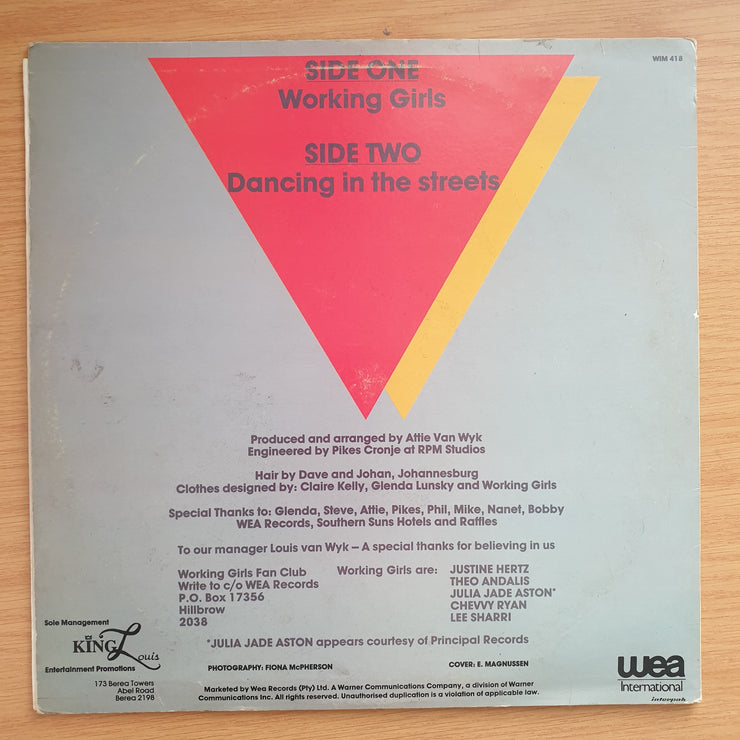 WIM 418
SIDE ONE
Working Girls
SIDE TWO
Dancing in the streets
Produced and arranged by Attie Van Wyk
Engineered by Pikes Cronje at RPM Studios
Hair by Dave and Johan, Johannesburg
Clothes designed by: Claire Kelly, Glenda Lunsky and Working Girls
Special Thanks to: Glenda, Steve, Attie, Pikes, Phil, Mike, Nanet, Bobby
WEA Records, Southern Suns Hotels and Raffles
To our manager Louis van Wyk – A special thanks for believing in us
Working Girls Fan Club
Write to c/o WEA Records
P.O. Box 17356
Hillbrow
2038
Working Girls are: JUSTINE HERTZ
THEO ANDALIS
JULIA JADE ASTON*
CHEVVY RYAN
LEE SHARRI
*JULIA JADE ASTON appears courtesy of Principal Records
Sole Management
KING Louis
Entertainment Promotions
173 Berea Towers
Abel Road
Berea 2198
PHOTOGRAPHY: FIONA McPHERSON
COVER: E. MAGNUSSEN
Marketed by Wea Records (Pty) Ltd. A Warner Communications Company, a division of Warner
Communications Inc. All rights reserved. Unauthorised duplication is a violation of applicable law.
wea
International
interpak